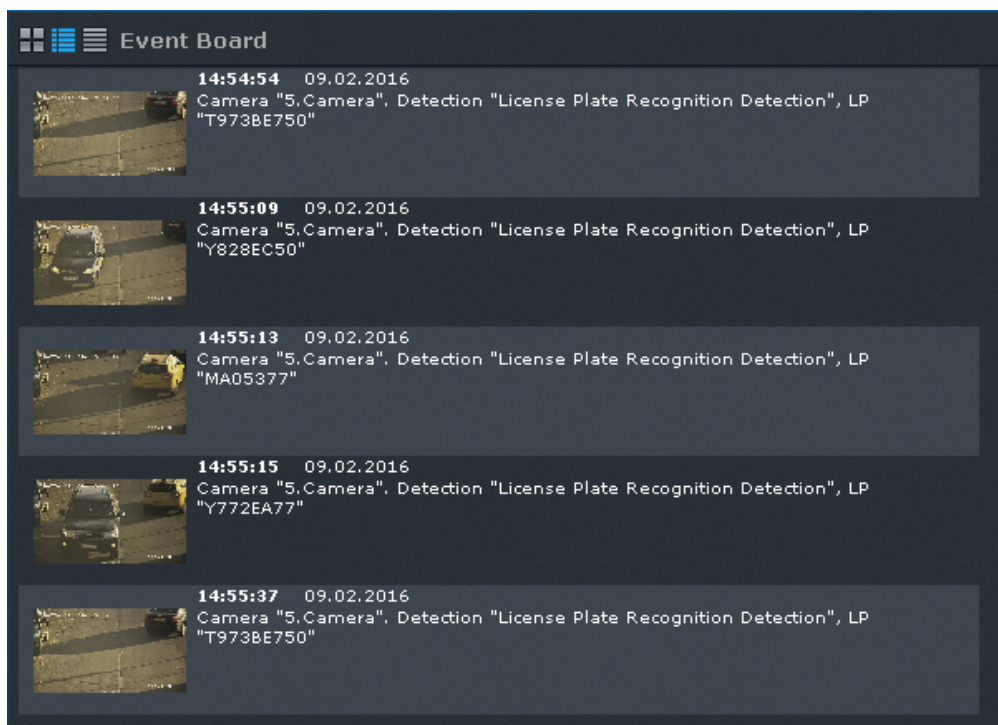 Event Board
14:54:54 09.02.2016
Camera "5.Camera". Detection "License Plate Recognition Detection", LP
"T973BE750"
14:55:09 09.02.2016
Camera "5.Camera". Detection "License Plate Recognition Detection", LP
"Y828EC50"
14:55:13 09.02.2016
Camera "5.Camera". Detection "License Plate Recognition Detection", LP
"MA05377"
14:55:15 09.02.2016
Camera "5.Camera". Detection "License Plate Recognition Detection", LP
"Y772EA77"
14:55:37 09.02.2016
Camera "5.Camera". Detection "License Plate Recognition Detection", LP
"T973BE750"